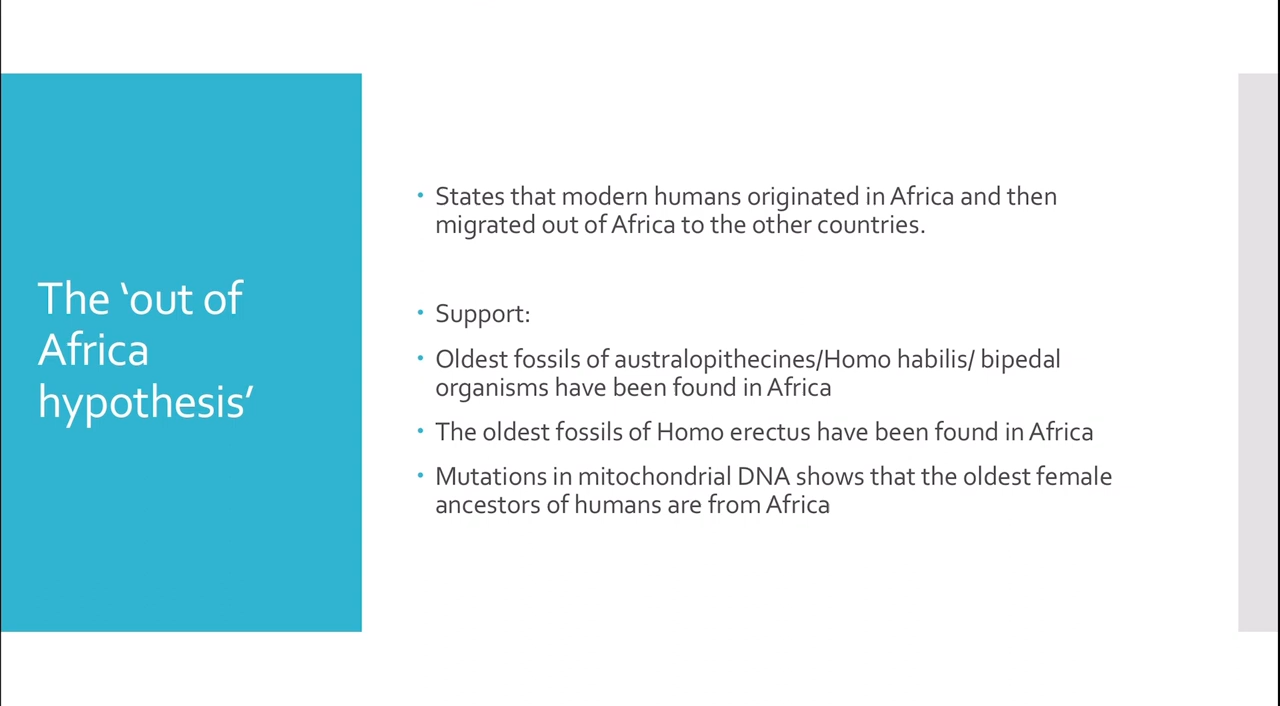 The ‘out of
Africa
hypothesis’
• States that modern humans originated in Africa and then
migrated out of Africa to the other countries.
• Support:
• Oldest fossils of australopithecines/Homo habilis/ bipedal
organisms have been found in Africa
• The oldest fossils of Homo erectus have been found in Africa
• Mutations in mitochondrial DNA shows that the oldest female
ancestors of humans are from Africa